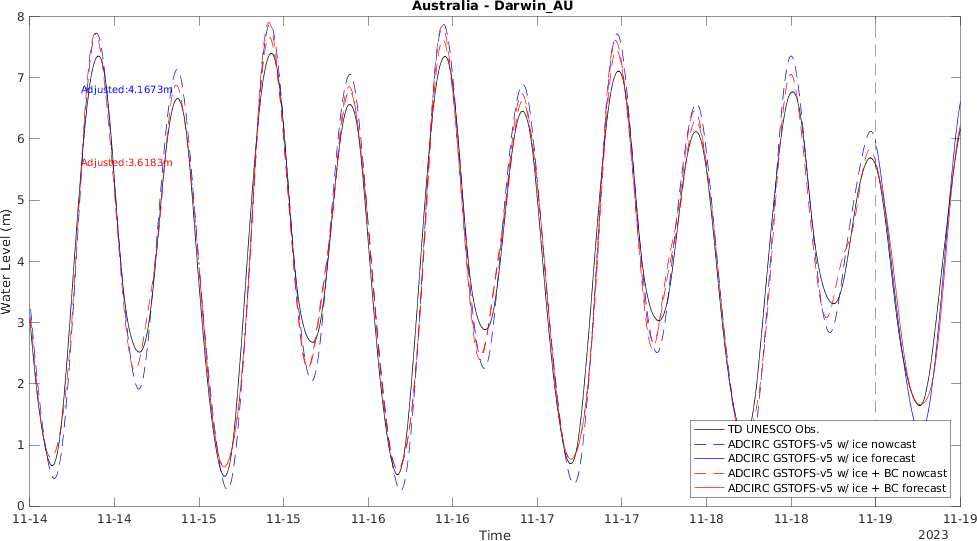 Australia - Darwin_AU
8
7
6
5
4
3
2
1
0
Water Level (m)
Adjusted:4.1673m
Adjusted:3.6183m
TD UNESCO Obs.
ADCIRC GSTOFS-v5 w/ ice nowcast
ADCIRC GSTOFS-v5 w/ ice forecast
ADCIRC GSTOFS-v5 w/ ice + BC nowcast
ADCIRC GSTOFS-v5 w/ ice + BC forecast
11-14 11-14 11-15 11-15 11-16 11-16 11-17 11-17 11-18 11-18 11-19 11-19
Time
2023